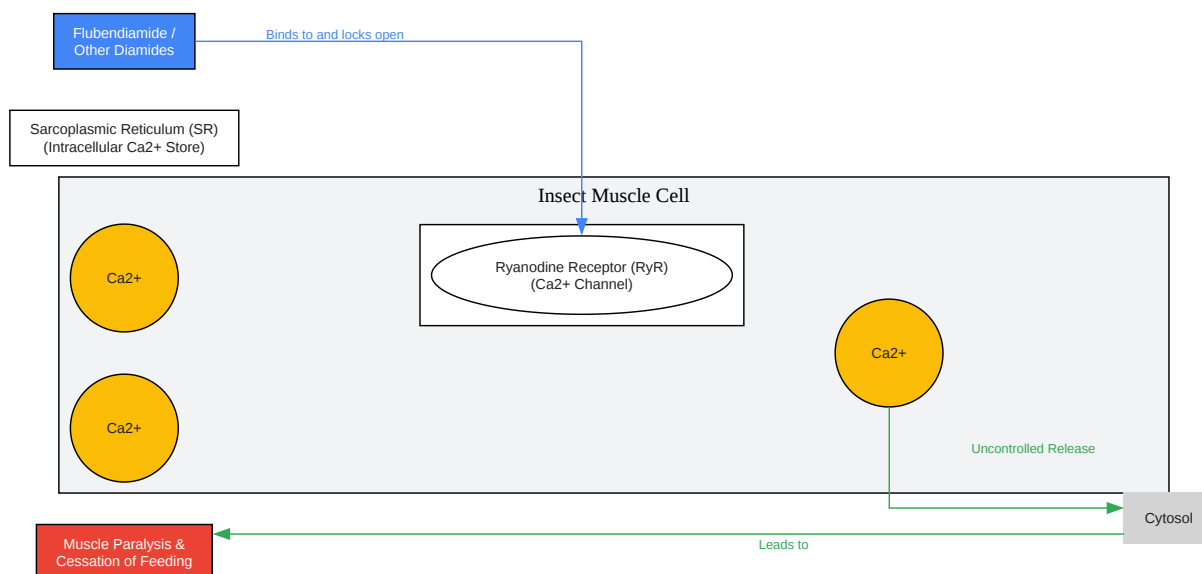 Flubendiamide /
Other Diamides
Binds to and locks open
Sarcoplasmic Reticulum (SR)
(Intracellular Ca2+ Store)
Insect Muscle Cell
Ca2+
Ryanodine Receptor (RyR)
(Ca2+ Channel)
Ca2+
Ca2+
Uncontrolled Release
Cytosol
Leads to
Muscle Paralysis &
Cessation of Feeding